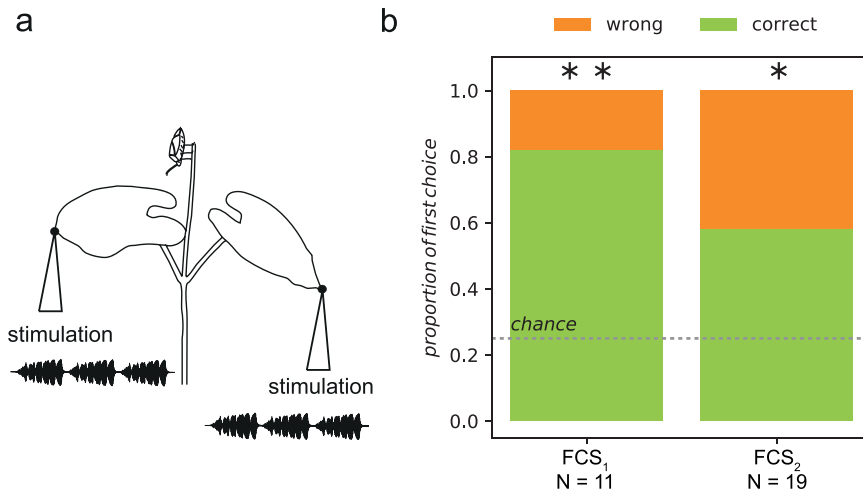 a
stimulation
stimulation
b
wrong correct
* *
*
proportion of first choice
1.0
0.8
0.6
0.4
0.2
0.0
chance
FCS₁
N = 11
FCS₂
N = 19